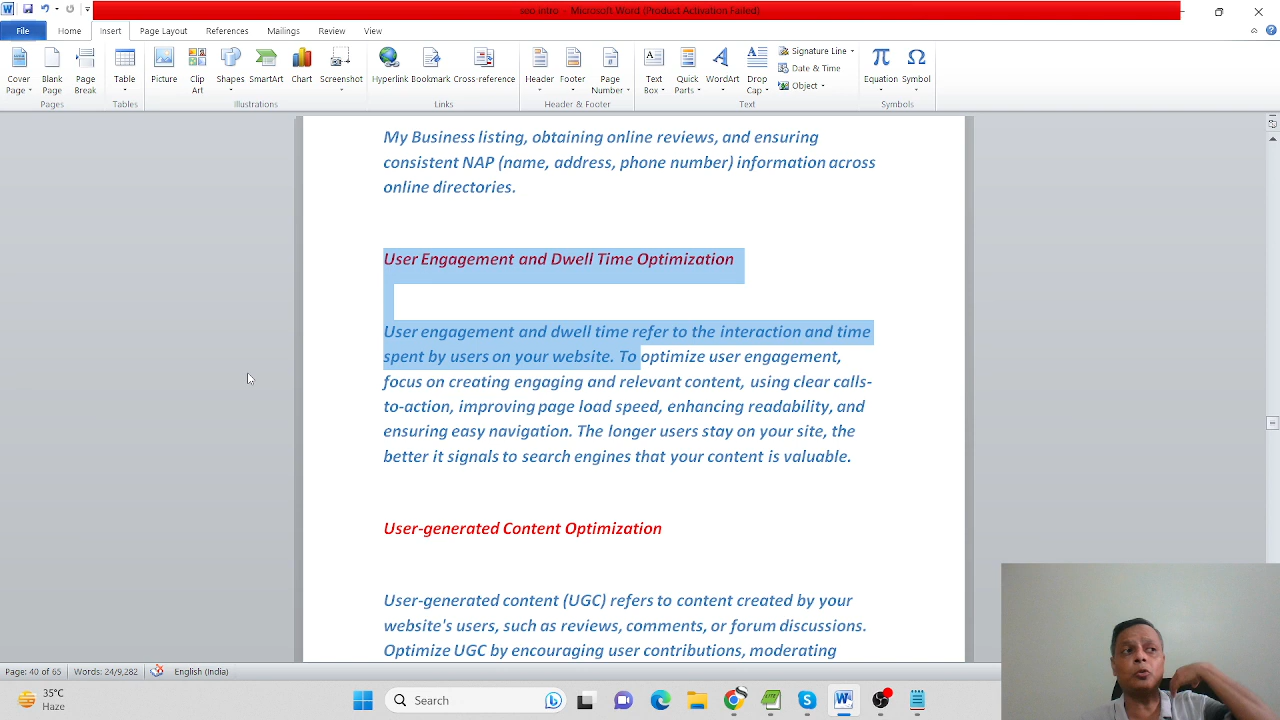 seo.intro – Microsoft Word (Product Activation Failed)
File Home Insert Page Layout References Mailings Review View
Cover Page Blank Page Page Break Table Picture Clip Art Shapes SmartArt Chart Screenshot Hyperlink Bookmark Cross-reference Header Footer Page Number Text Box Quick Parts WordArt Drop Cap Signature Line Date & Time Object Equation Symbol
Pages Tables Illustrations Links Header & Footer Text Symbols
My Business listing, obtaining online reviews, and ensuring
consistent NAP (name, address, phone number) information across
online directories.
User Engagement and Dwell Time Optimization
User engagement and dwell time refer to the interaction and time
spent by users on your website. To optimize user engagement,
focus on creating engaging and relevant content, using clear calls-
to-action, improving page load speed, enhancing readability, and
ensuring easy navigation. The longer users stay on your site, the
better it signals to search engines that your content is valuable.
User-generated Content Optimization
User-generated content (UGC) refers to content created by your
website's users, such as reviews, comments, or forum discussions.
Optimize UGC by encouraging user contributions, moderating
Page: 40 of 65 Words: 24/9,282 English (India)
35°C
Haze
Search